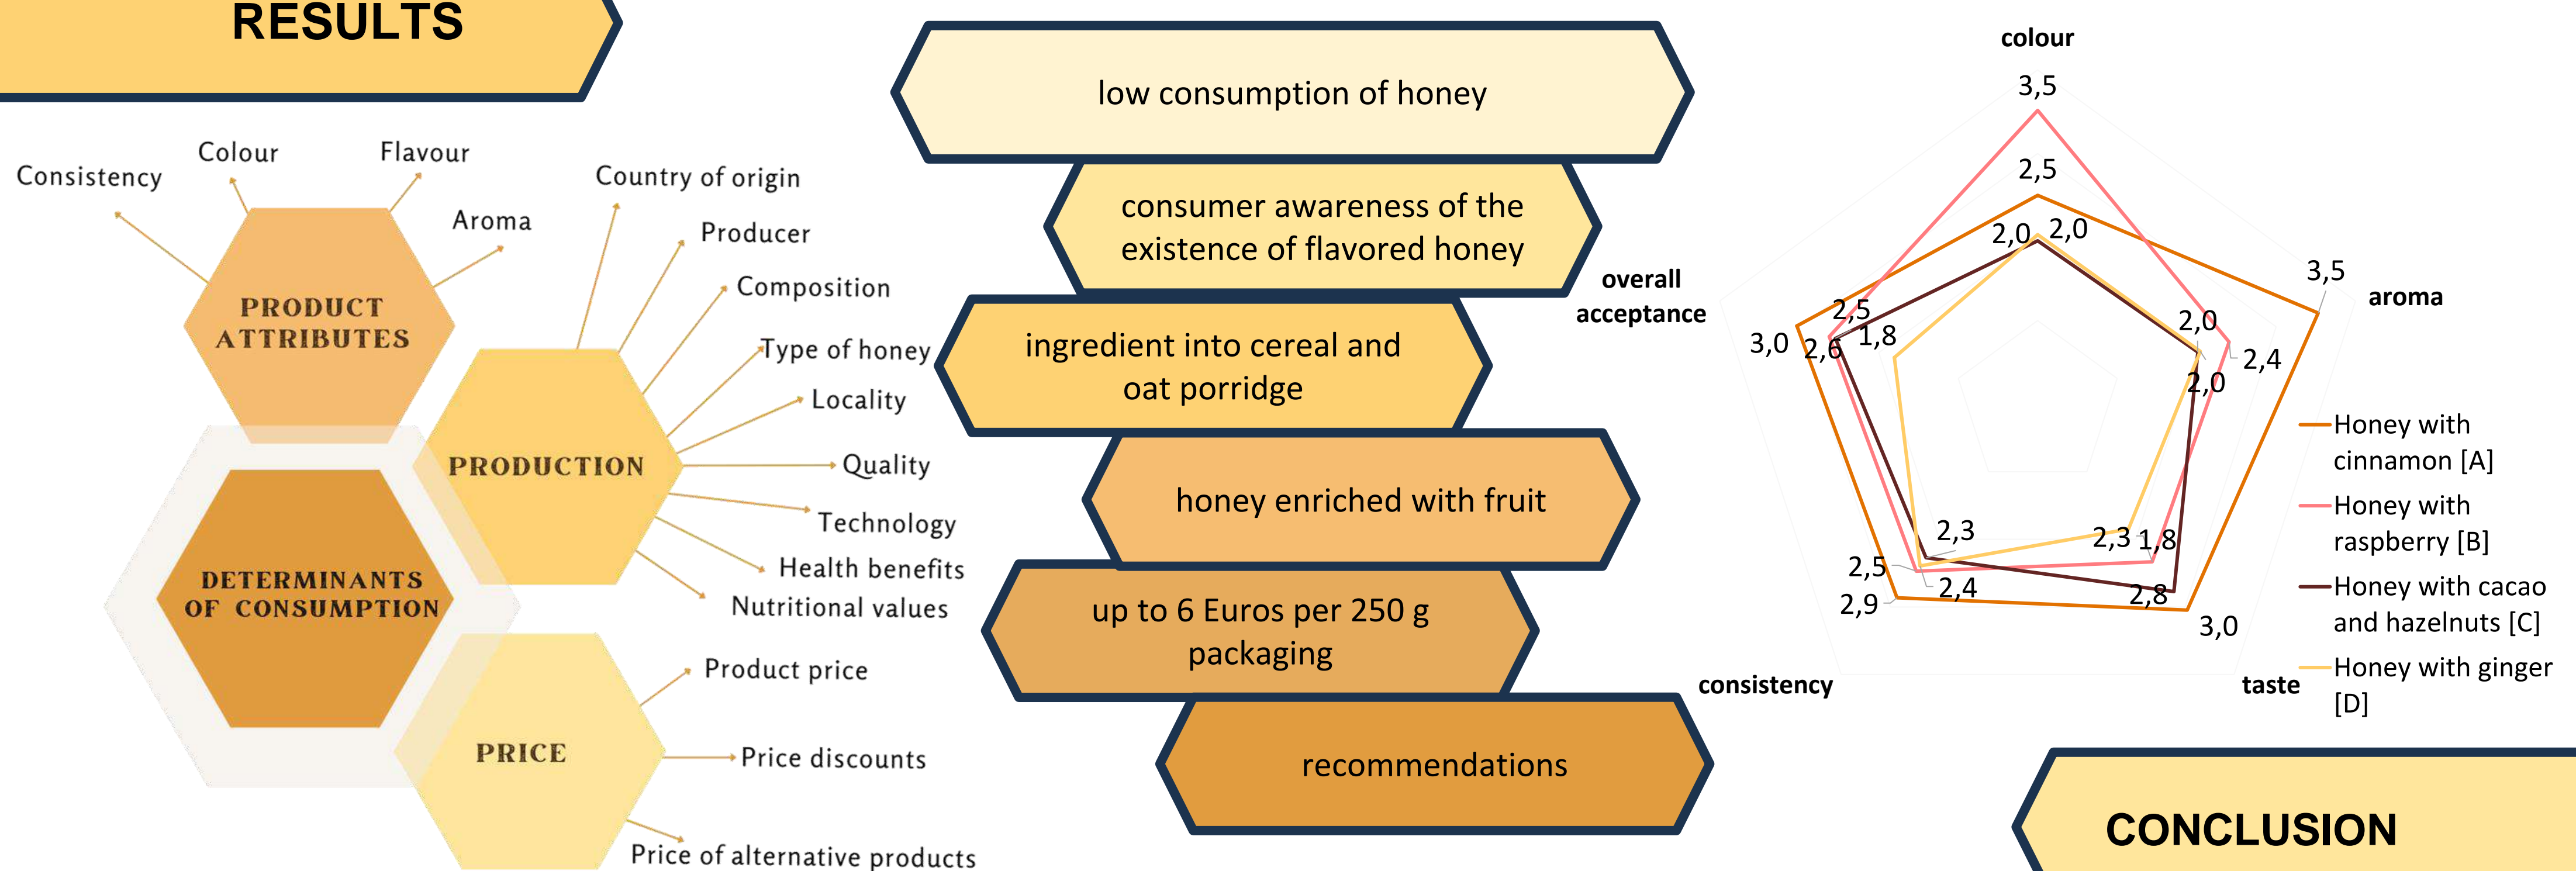 RESULTS
Consistency
Colour
Flavour
Aroma
PRODUCT
ATTRIBUTES
Country of origin
Producer
Composition
Type of honey
Locality
Quality
Technology
Health benefits
Nutritional values
PRODUCTION
DETERMINANTS
OF CONSUMPTION
PRICE
Product price
Price discounts
Price of alternative products
low consumption of honey
consumer awareness of the
existence of flavored honey
ingredient into cereal and
oat porridge
honey enriched with fruit
up to 6 Euros per 250 g
packaging
recommendations
colour
3,5
2,5
2,0
2,0
overall
acceptance
aroma
3,5
2,0
2,4
2,0
2,5
1,8
3,0
2,6
2,3
2,5
2,4
2,9
2,3
1,8
2,8
3,0
consistency
taste
Honey with
cinnamon [A]
Honey with
raspberry [B]
Honey with cacao
and hazelnuts [C]
Honey with ginger
[D]
CONCLUSION